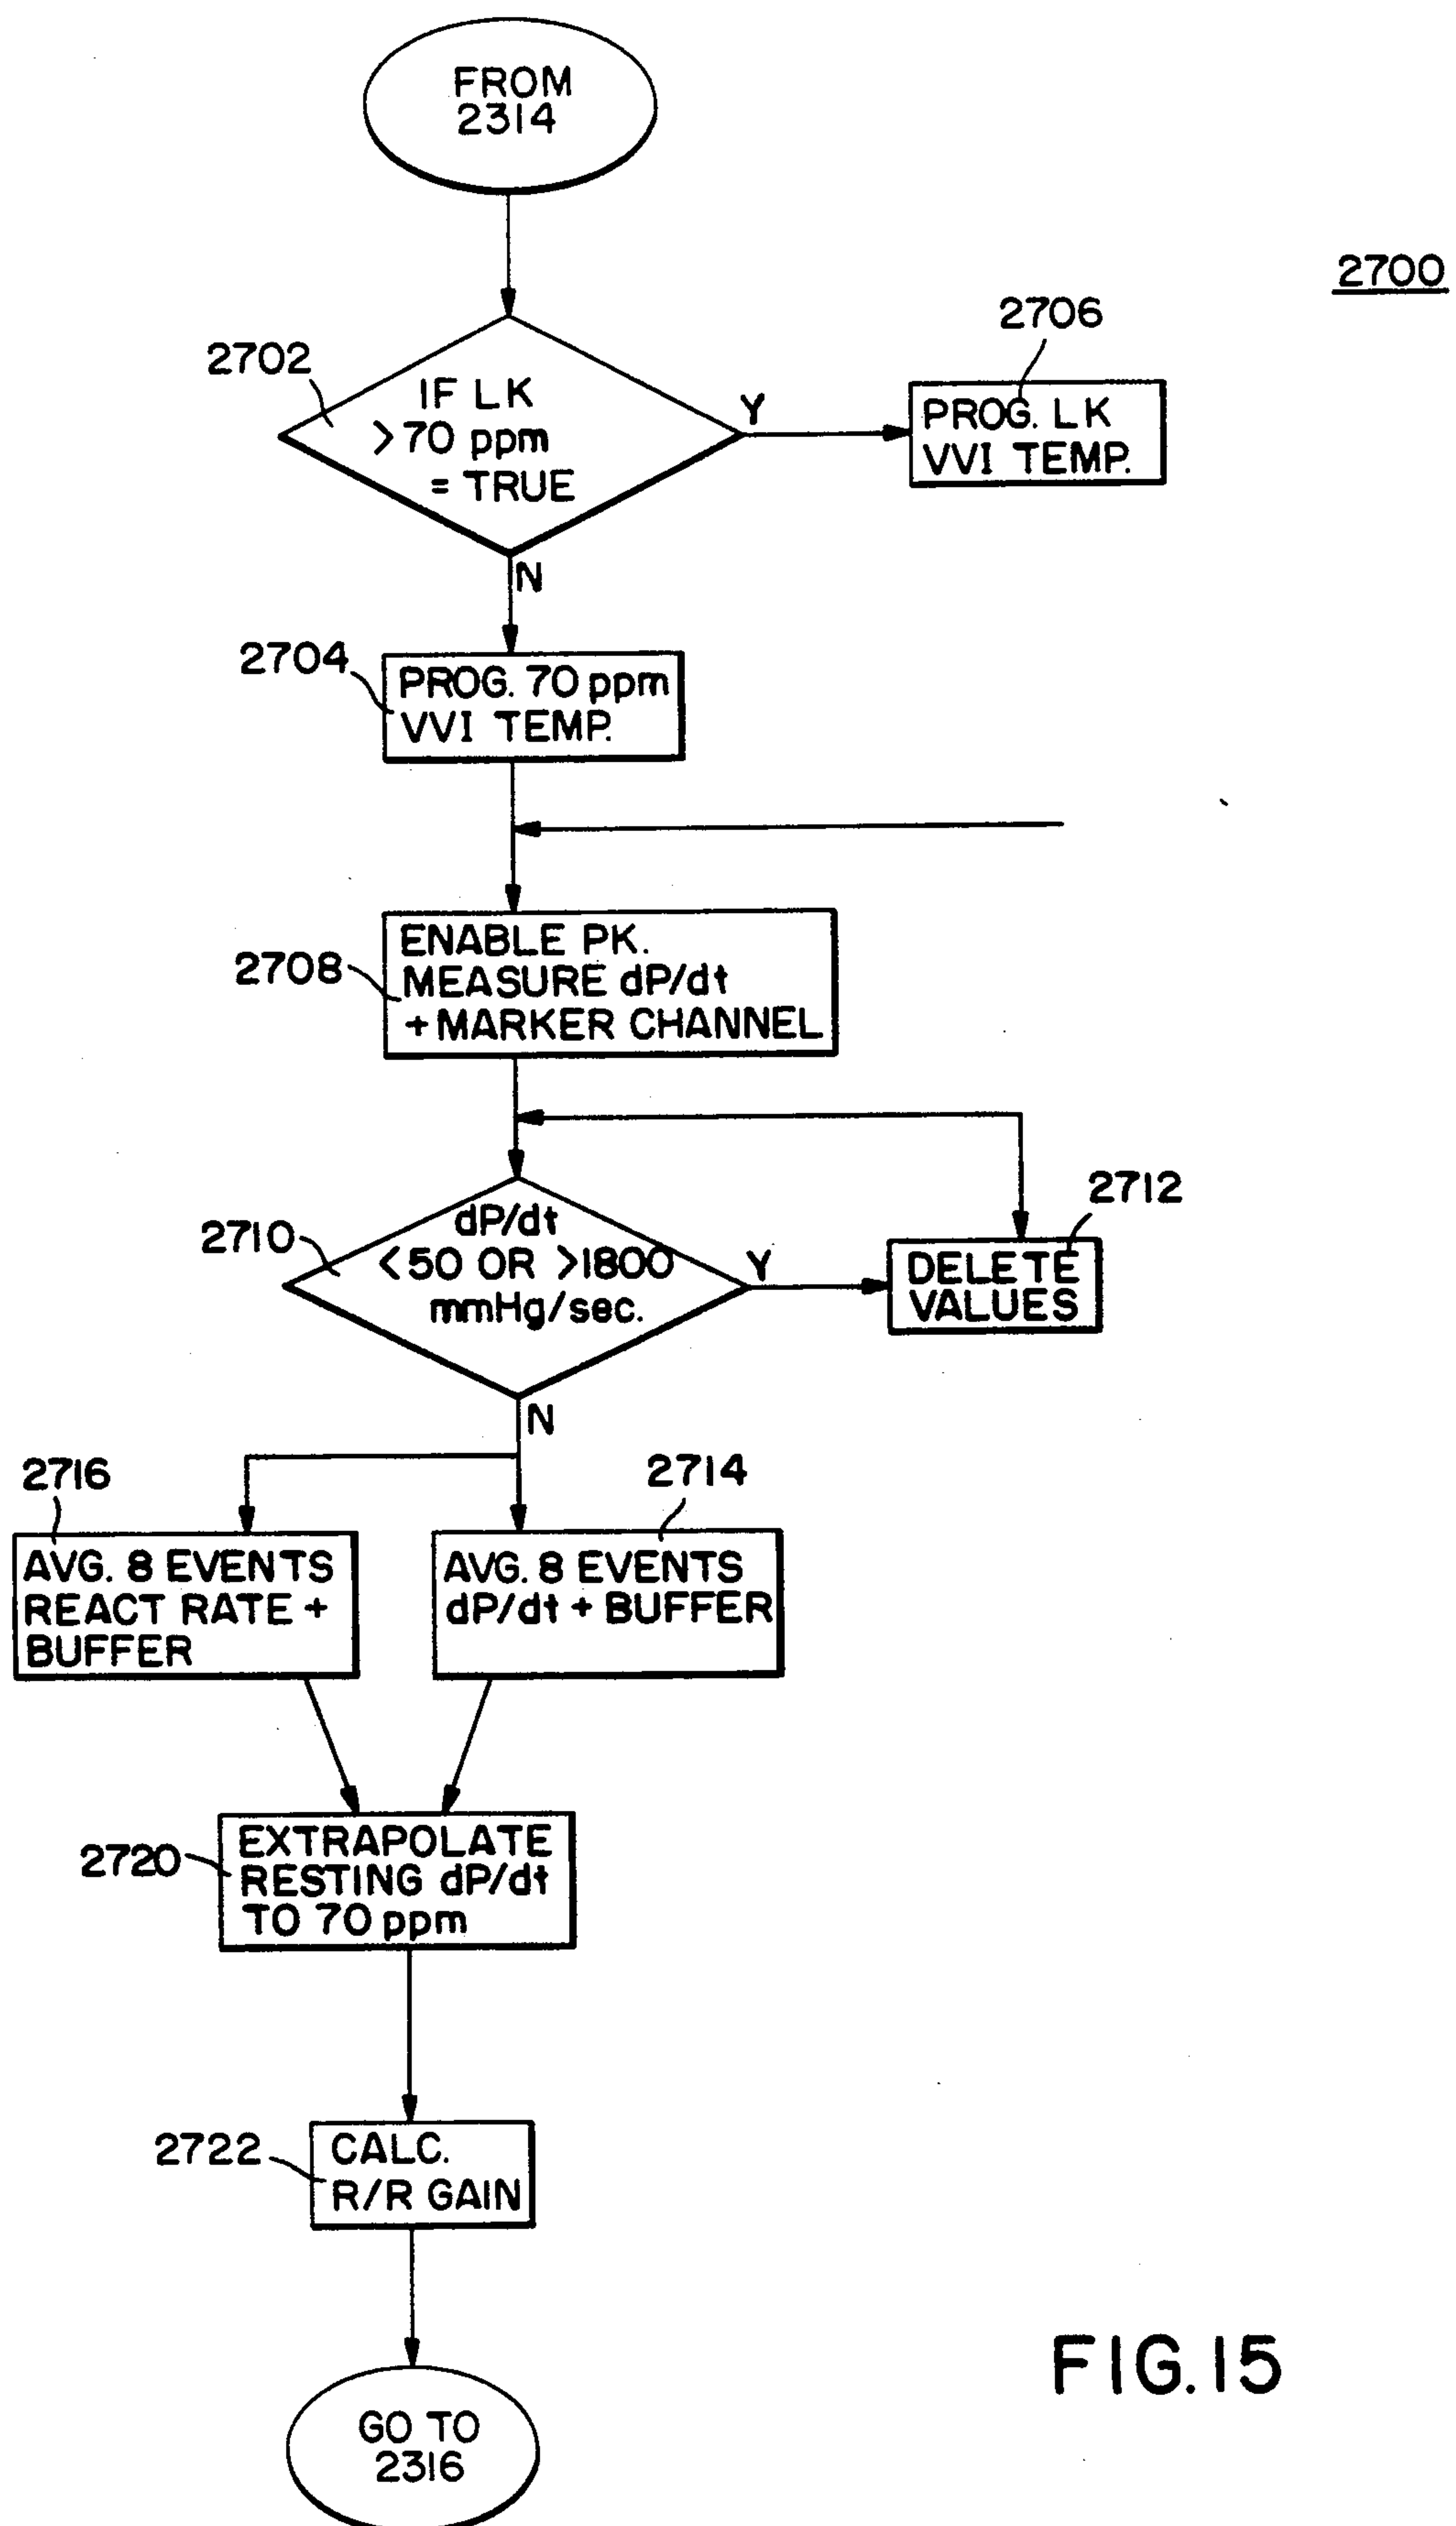 FROM
2314
2700
2706
2702
IF LK
>70 ppm
= TRUE
Y
PROG. LK
VVI TEMP.
N
2704
PROG. 70 ppm
VVI TEMP.
2708
ENABLE PK.
MEASURE dP/dt
+ MARKER CHANNEL
2712
2710
dP/dt
<50 OR >1800
mmHg/sec.
Y
DELETE
VALUES
N
2716
2714
AVG. 8 EVENTS
REACT RATE +
BUFFER
AVG. 8 EVENTS
dP/dt + BUFFER
2720
EXTRAPOLATE
RESTING dP/dt
TO 70 ppm
2722
CALC.
R/R GAIN
GO TO
2316
FIG. 15